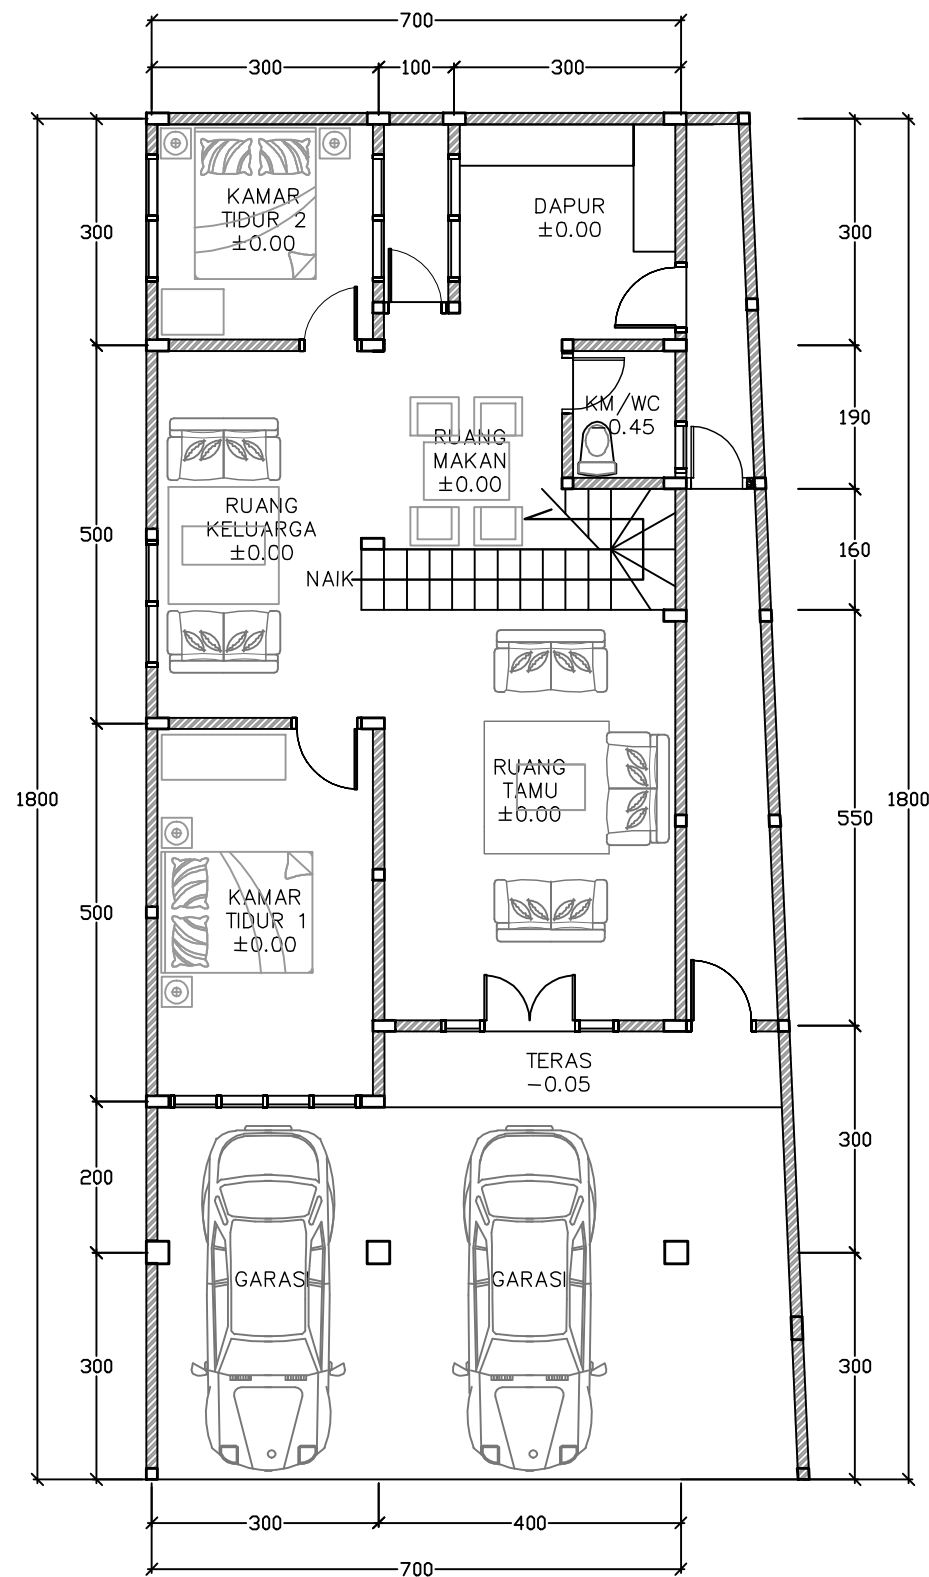 700
300 100 300
KAMAR
TIDUR 2
±0.00
DAPUR
±0.00
300
300
KM/WC
-0.45
190
RUANG
MAKAN
±0.00
RUANG
KELUARGA
±0.00
500
160
NAIK
RUANG
TAMU
±0.00
1800
550
1800
KAMAR
TIDUR 1
±0.00
500
TERAS
-0.05
300
200
GARASI
GARASI
300
300
300 400
700